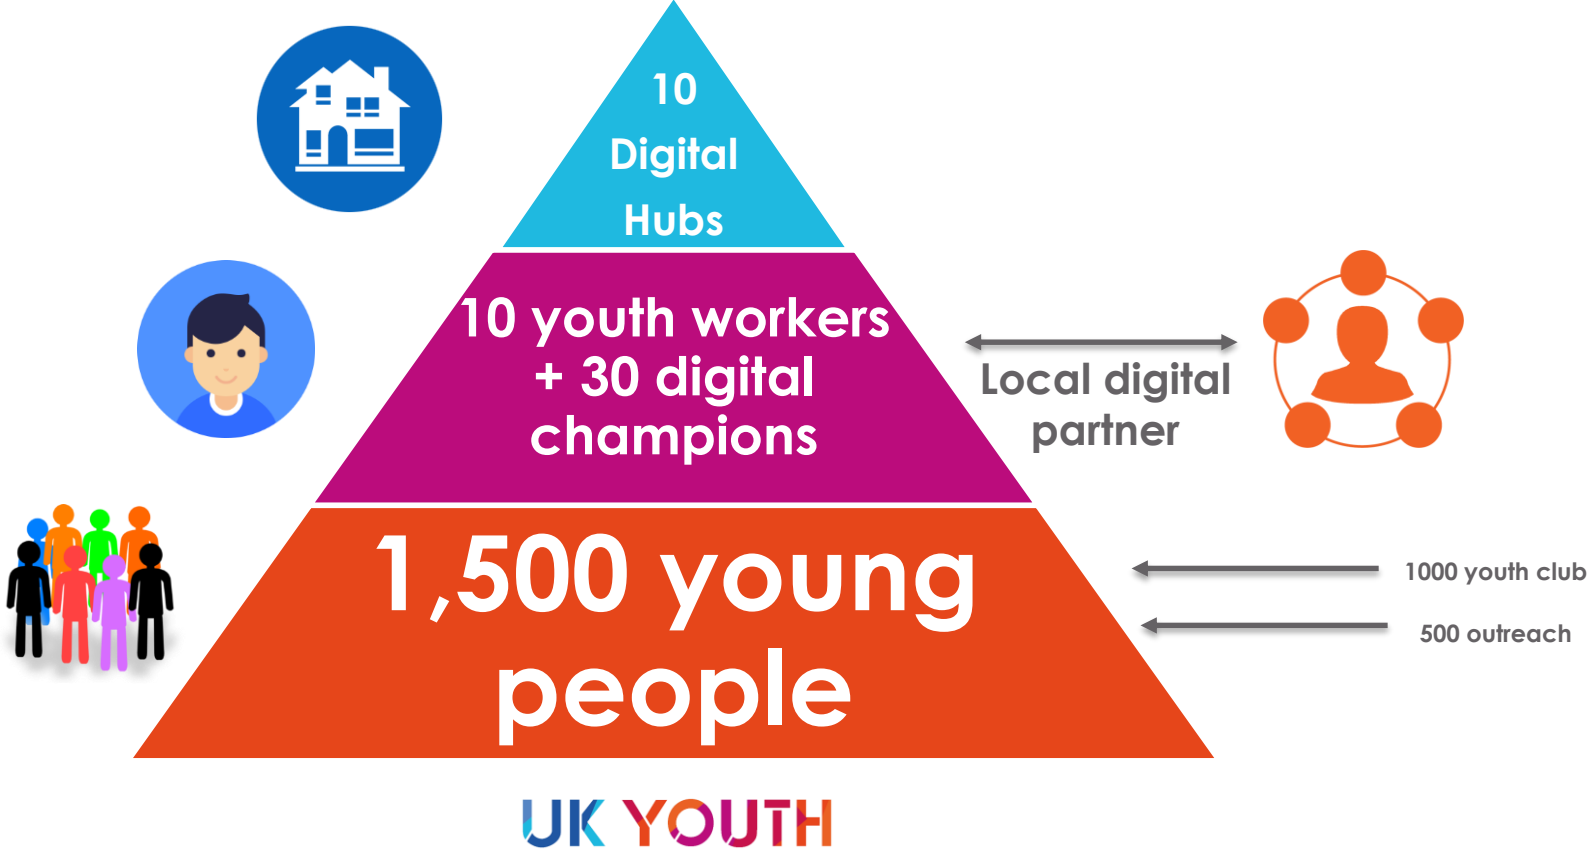 10
Digital
Hubs
10 youth workers
+ 30 digital
champions
Local digital
partner
1,500 young
people
1000 youth club
500 outreach
UK YOUTH